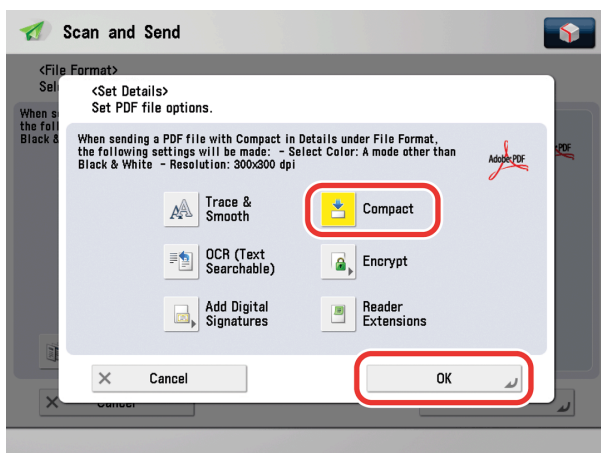 Scan and Send
<File Format>
Sel
<Set Details>
Set PDF file options.
When s
the foll
Black &
When sending a PDF file with Compact in Details under File Format,
the following settings will be made: - Select Color: A mode other than
Black & White - Resolution: 300x300 dpi
Adobe PDF
PDF
Trace &
Smooth
Compact
OCR (Text
Searchable)
Encrypt
Add Digital
Signatures
Reader
Extensions
Cancel
OK
Cancel